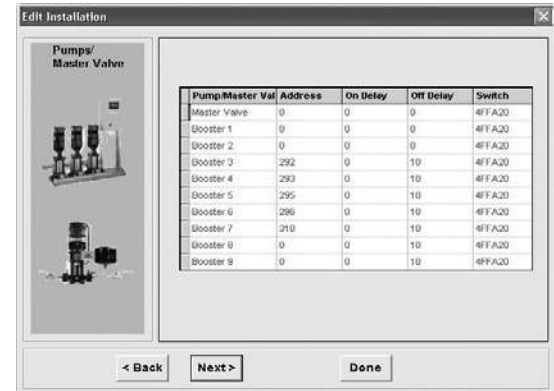 Edit Installation
Pumps/
Master Valve
Pump/Master Val Address On Delay Off Delay Switch
Master Valve 0 0 0 4FFA20
Booster 1 0 0 0 4FFA20
Booster 2 0 0 0 4FFA20
Booster 3 292 0 10 4FFA20
Booster 4 293 0 10 4FFA20
Booster 5 295 0 10 4FFA20
Booster 6 296 0 10 4FFA20
Booster 7 310 0 10 4FFA20
Booster 8 0 0 10 4FFA20
Booster 9 0 0 10 4FFA20
< Back Next > Done